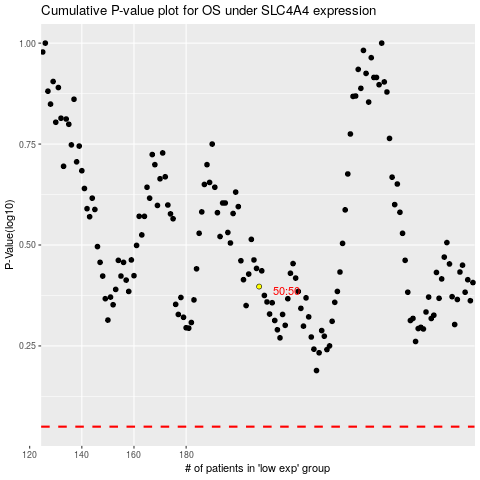 Cumulative P-value plot for OS under SLC4A4 expression
P-Value(log10)
1.00
0.75
0.50
0.25
50:50
120 140 160 180
# of patients in 'low exp' group